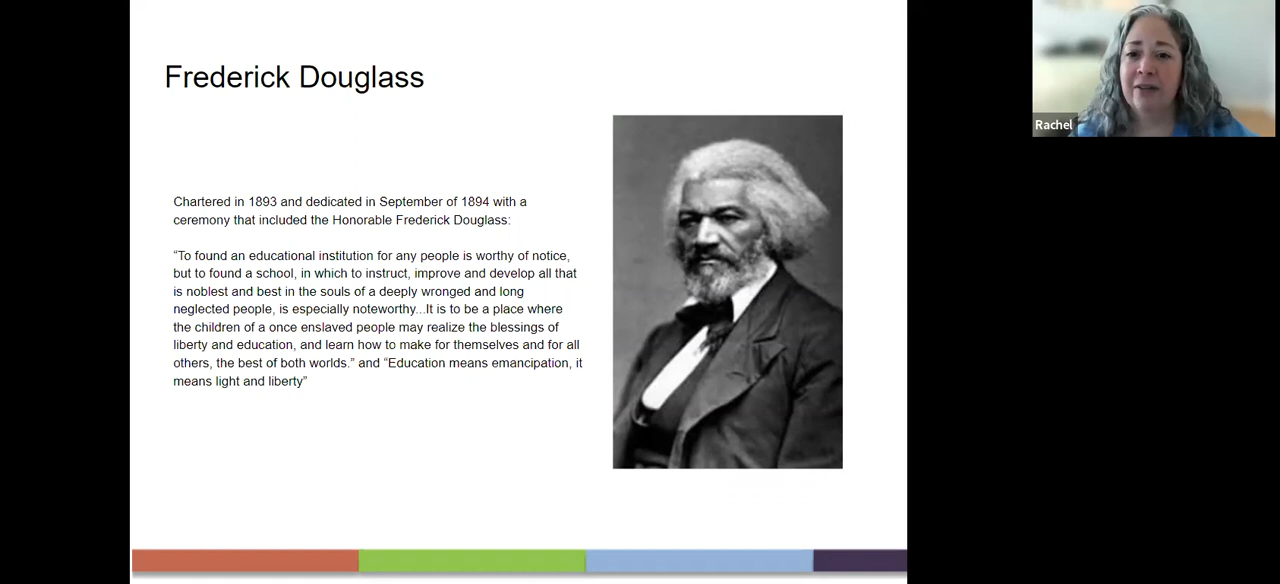 Frederick Douglass
Chartered in 1893 and dedicated in September of 1894 with a
ceremony that included the Honorable Frederick Douglass:
“To found an educational institution for any people is worthy of notice,
but to found a school, in which to instruct, improve and develop all that
is noblest and best in the souls of a deeply wronged and long
neglected people, is especially noteworthy...It is to be a place where
the children of a once enslaved people may realize the blessings of
liberty and education, and learn how to make for themselves and for all
others, the best of both worlds.” and “Education means emancipation, it
means light and liberty”
Rachel